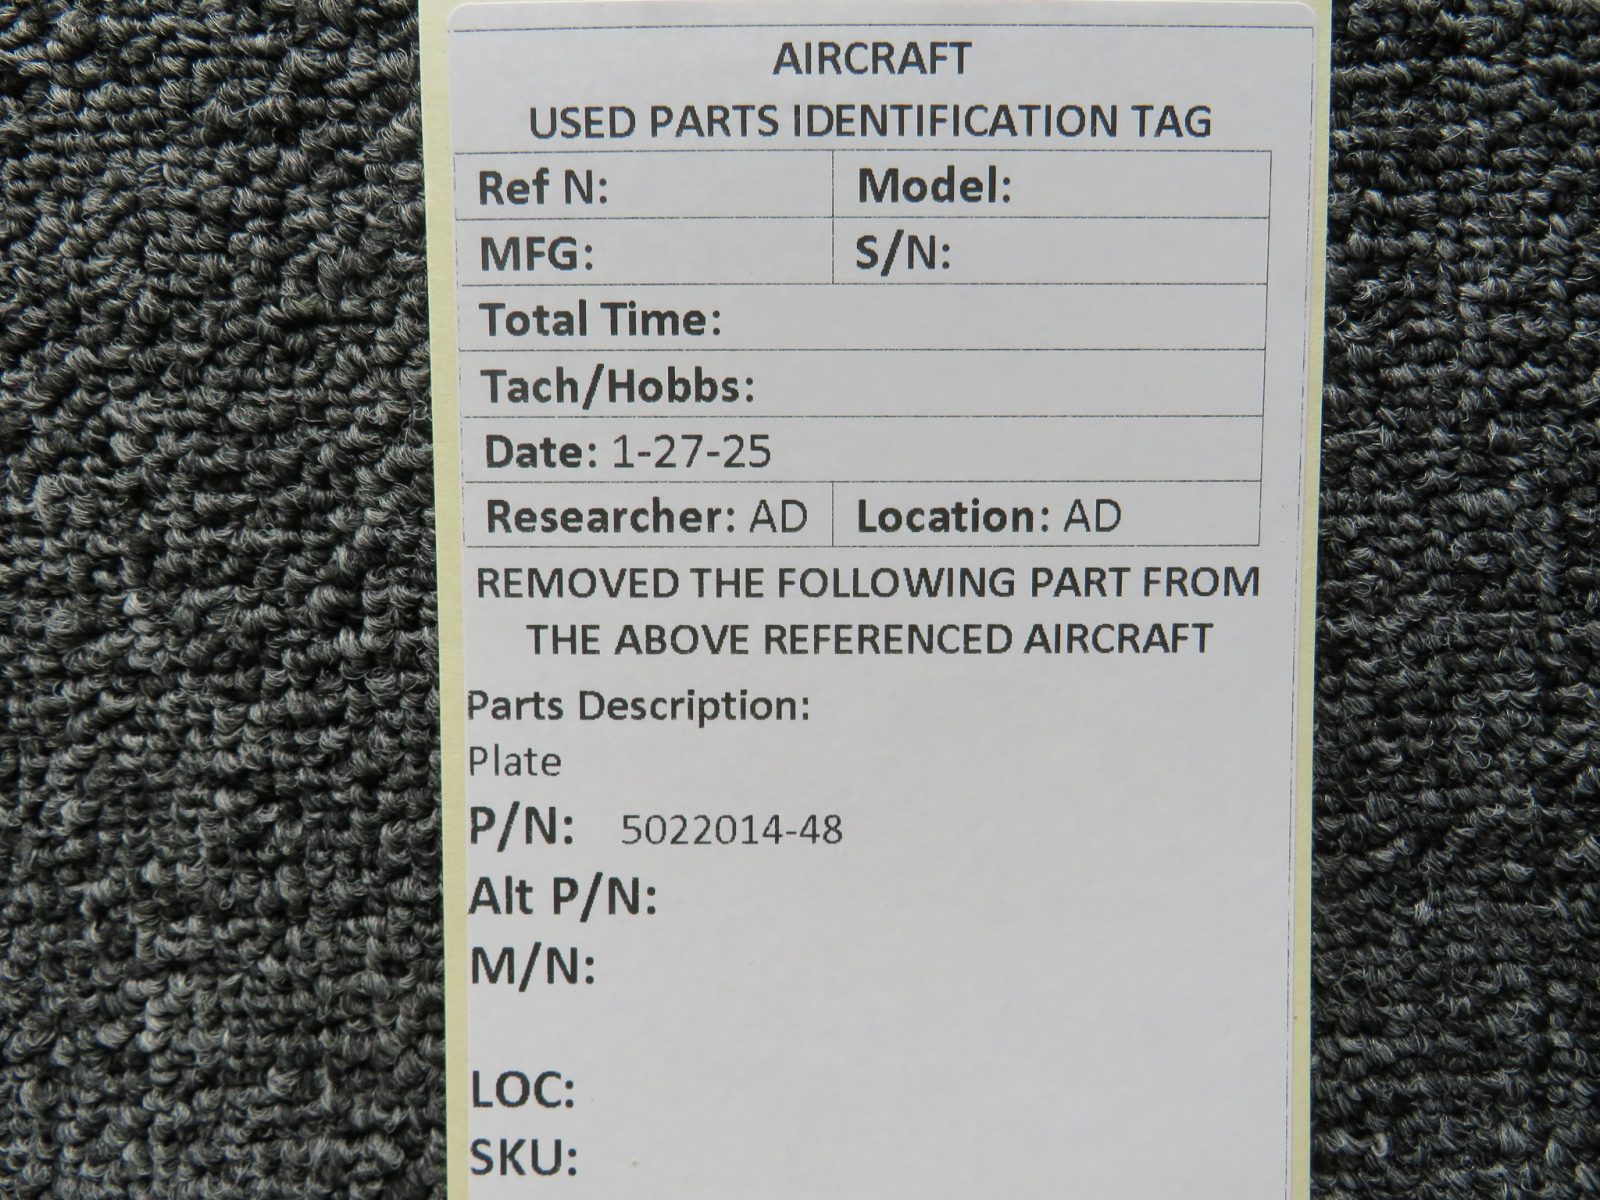 AIRCRAFT
USED PARTS IDENTIFICATION TAG
Ref N: Model:
MFG: S/N:
Total Time:
Tach/Hobbs:
Date: 1-27-25
Researcher: AD Location: AD
REMOVED THE FOLLOWING PART FROM
THE ABOVE REFERENCED AIRCRAFT
Parts Description:
Plate
P/N: 5022014-48
Alt P/N:
M/N:
LOC:
SKU: